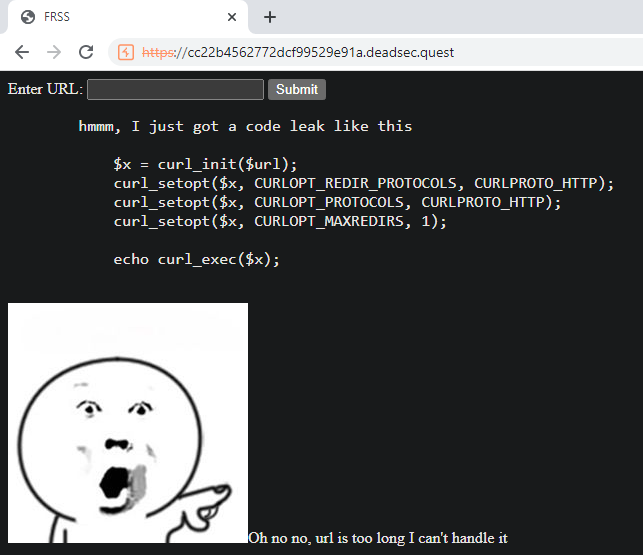 FRSS
https://cc22b4562772dcf99529e91a.deadsec.quest
Enter URL: Submit
hmmm, I just got a code leak like this
$x = curl_init($url);
curl_setopt($x, CURLOPT_REDIR_PROTOCOLS, CURLPROTO_HTTP);
curl_setopt($x, CURLOPT_PROTOCOLS, CURLPROTO_HTTP);
curl_setopt($x, CURLOPT_MAXREDIRS, 1);
echo curl_exec($x);
Oh no no, url is too long I can't handle it